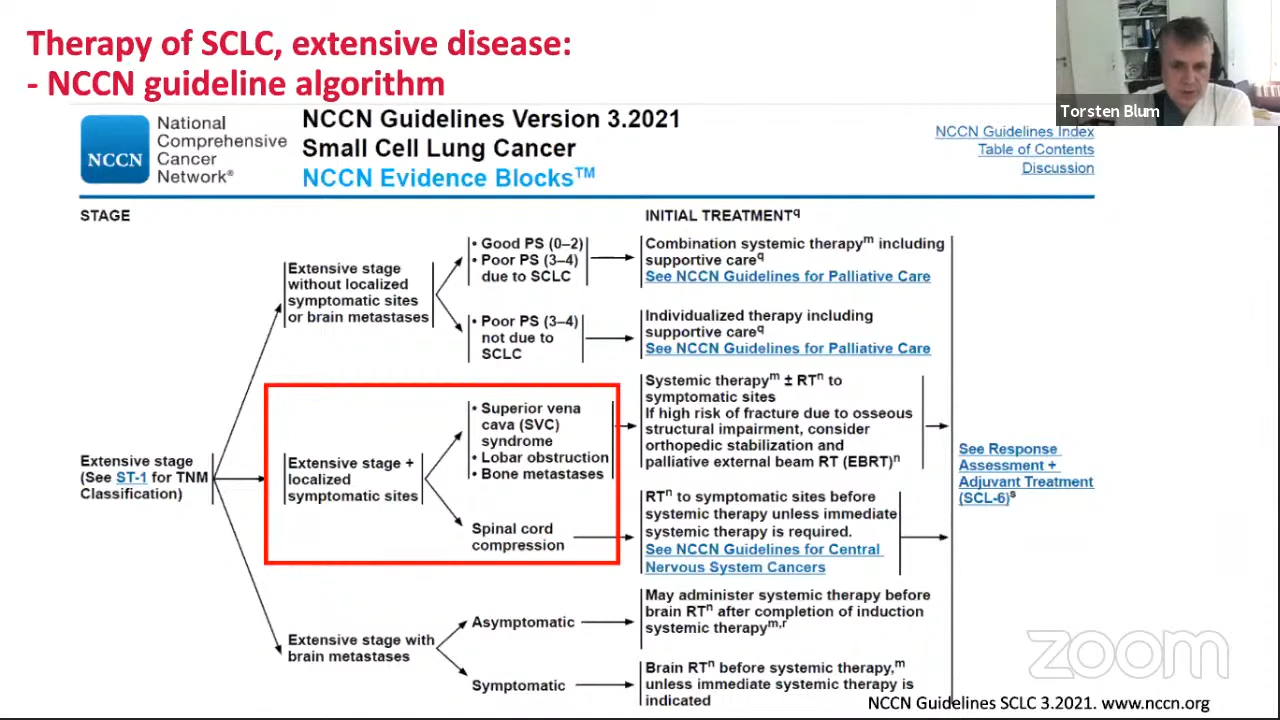 Therapy of SCLC, extensive disease:
- NCCN guideline algorithm
Torsten Blum
NCCN
National
Comprehensive
Cancer
Network®
NCCN Guidelines Version 3.2021
Small Cell Lung Cancer
NCCN Evidence Blocks™
NCCN Guidelines Index
Table of Contents
Discussion
STAGE
INITIAL TREATMENTq
Extensive stage
(See ST-1 for TNM
Classification)
Extensive stage
without localized
symptomatic sites
or brain metastases
• Good PS (0–2)
• Poor PS (3–4)
due to SCLC
Combination systemic therapym including
supportive careq
See NCCN Guidelines for Palliative Care
• Poor PS (3–4)
not due to
SCLC
Individualized therapy including
supportive careq
See NCCN Guidelines for Palliative Care
Extensive stage +
localized
symptomatic sites
• Superior vena
cava (SVC)
syndrome
• Lobar obstruction
• Bone metastases
Systemic therapym ± RTn to
symptomatic sites
If high risk of fracture due to osseous
structural impairment, consider
orthopedic stabilization and
palliative external beam RT (EBRT)n
Spinal cord
compression
RTn to symptomatic sites before
systemic therapy unless immediate
systemic therapy is required.
See NCCN Guidelines for Central
Nervous System Cancers
Extensive stage with
brain metastases
Asymptomatic
May administer systemic therapy before
brain RTn after completion of induction
systemic therapym,r
Symptomatic
Brain RTn before systemic therapy,m
unless immediate systemic therapy is
indicated
See Response
Assessment +
Adjuvant Treatment
(SCL-6)s
zoom
NCCN Guidelines SCLC 3.2021. www.nccn.org